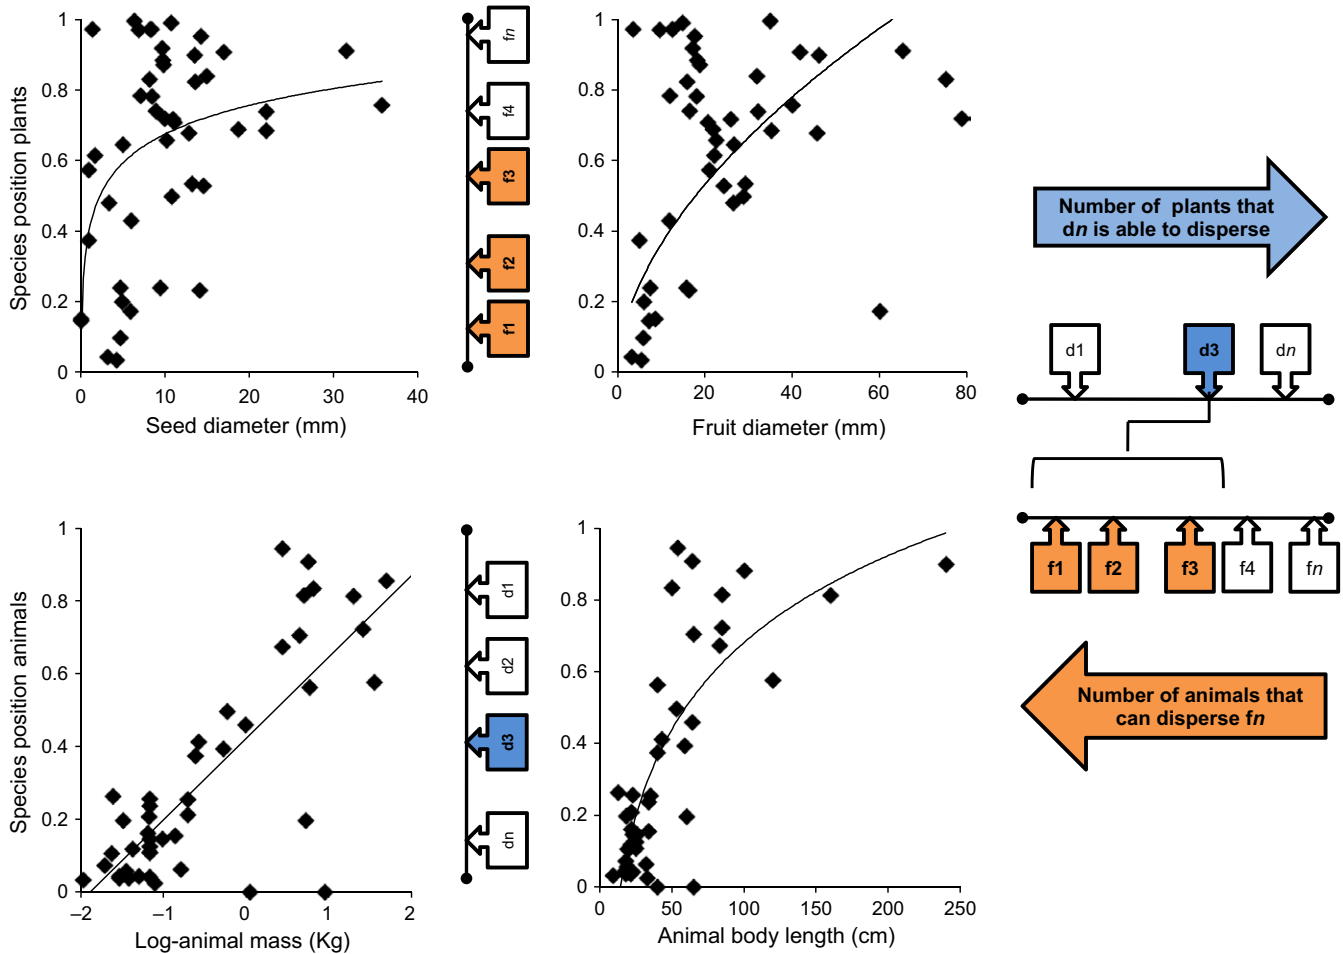 Species position plants
1
0.8
0.6
0.4
0.2
0
0
20
40
Seed diameter (mm)
fn
f4
f3
f2
f1
1
0.8
0.6
0.4
0.2
0
0
20
40
60
80
Fruit diameter (mm)
Number of plants that
dn is able to disperse
d1
d3
dn
f1
f2
f3
f4
fn
Number of animals that
can disperse fn
Species position animals
1
0.8
0.6
0.4
0.2
0
–2
–1
0
1
2
Log-animal mass (Kg)
d1
d2
d3
dn
1
0.8
0.6
0.4
0.2
0
0
50
100
150
200
250
Animal body length (cm)